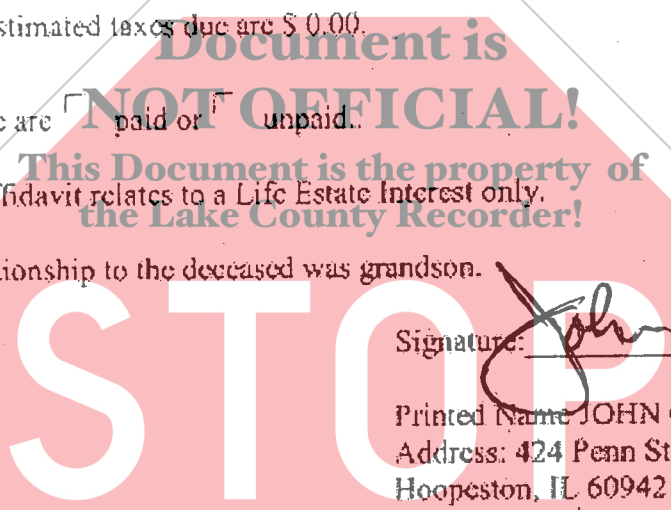 stimated taxes due are $ 0.00.
Document is
NOT OFFICIAL!
e are paid or unpaid.
This Document is the property of
ffidavit relates to a Life Estate Interest only.
the Lake County Recorder!
tionship to the deceased was grandson.
STOP
Signature: John
Printed Name JOHN
Address: 424 Penn St
Hoopeston, IL 60942